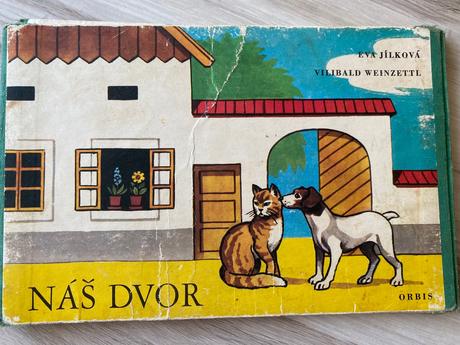 EVA JÍLKOVÁ
VILIBALD WEINZETTL
NÁŠ DVOR
ORBIS